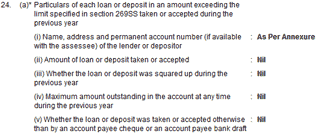 24. (a)* Particulars of each loan or deposit in an amount exceeding the
limit specified in section 269SS taken or accepted during the
previous year
(i) Name, address and permanent account number (if available : As Per Annexure
with the assessee) of the lender or depositor
(ii) Amount of loan or deposit taken or accepted : Nil
(iii) Whether the loan or deposit was squared up during the : Nil
previous year
(iv) Maximum amount outstanding in the account at any time : Nil
during the previous year
(v) Whether the loan or deposit was taken or accepted otherwise : Nil
than by an account payee cheque or an account payee bank draft